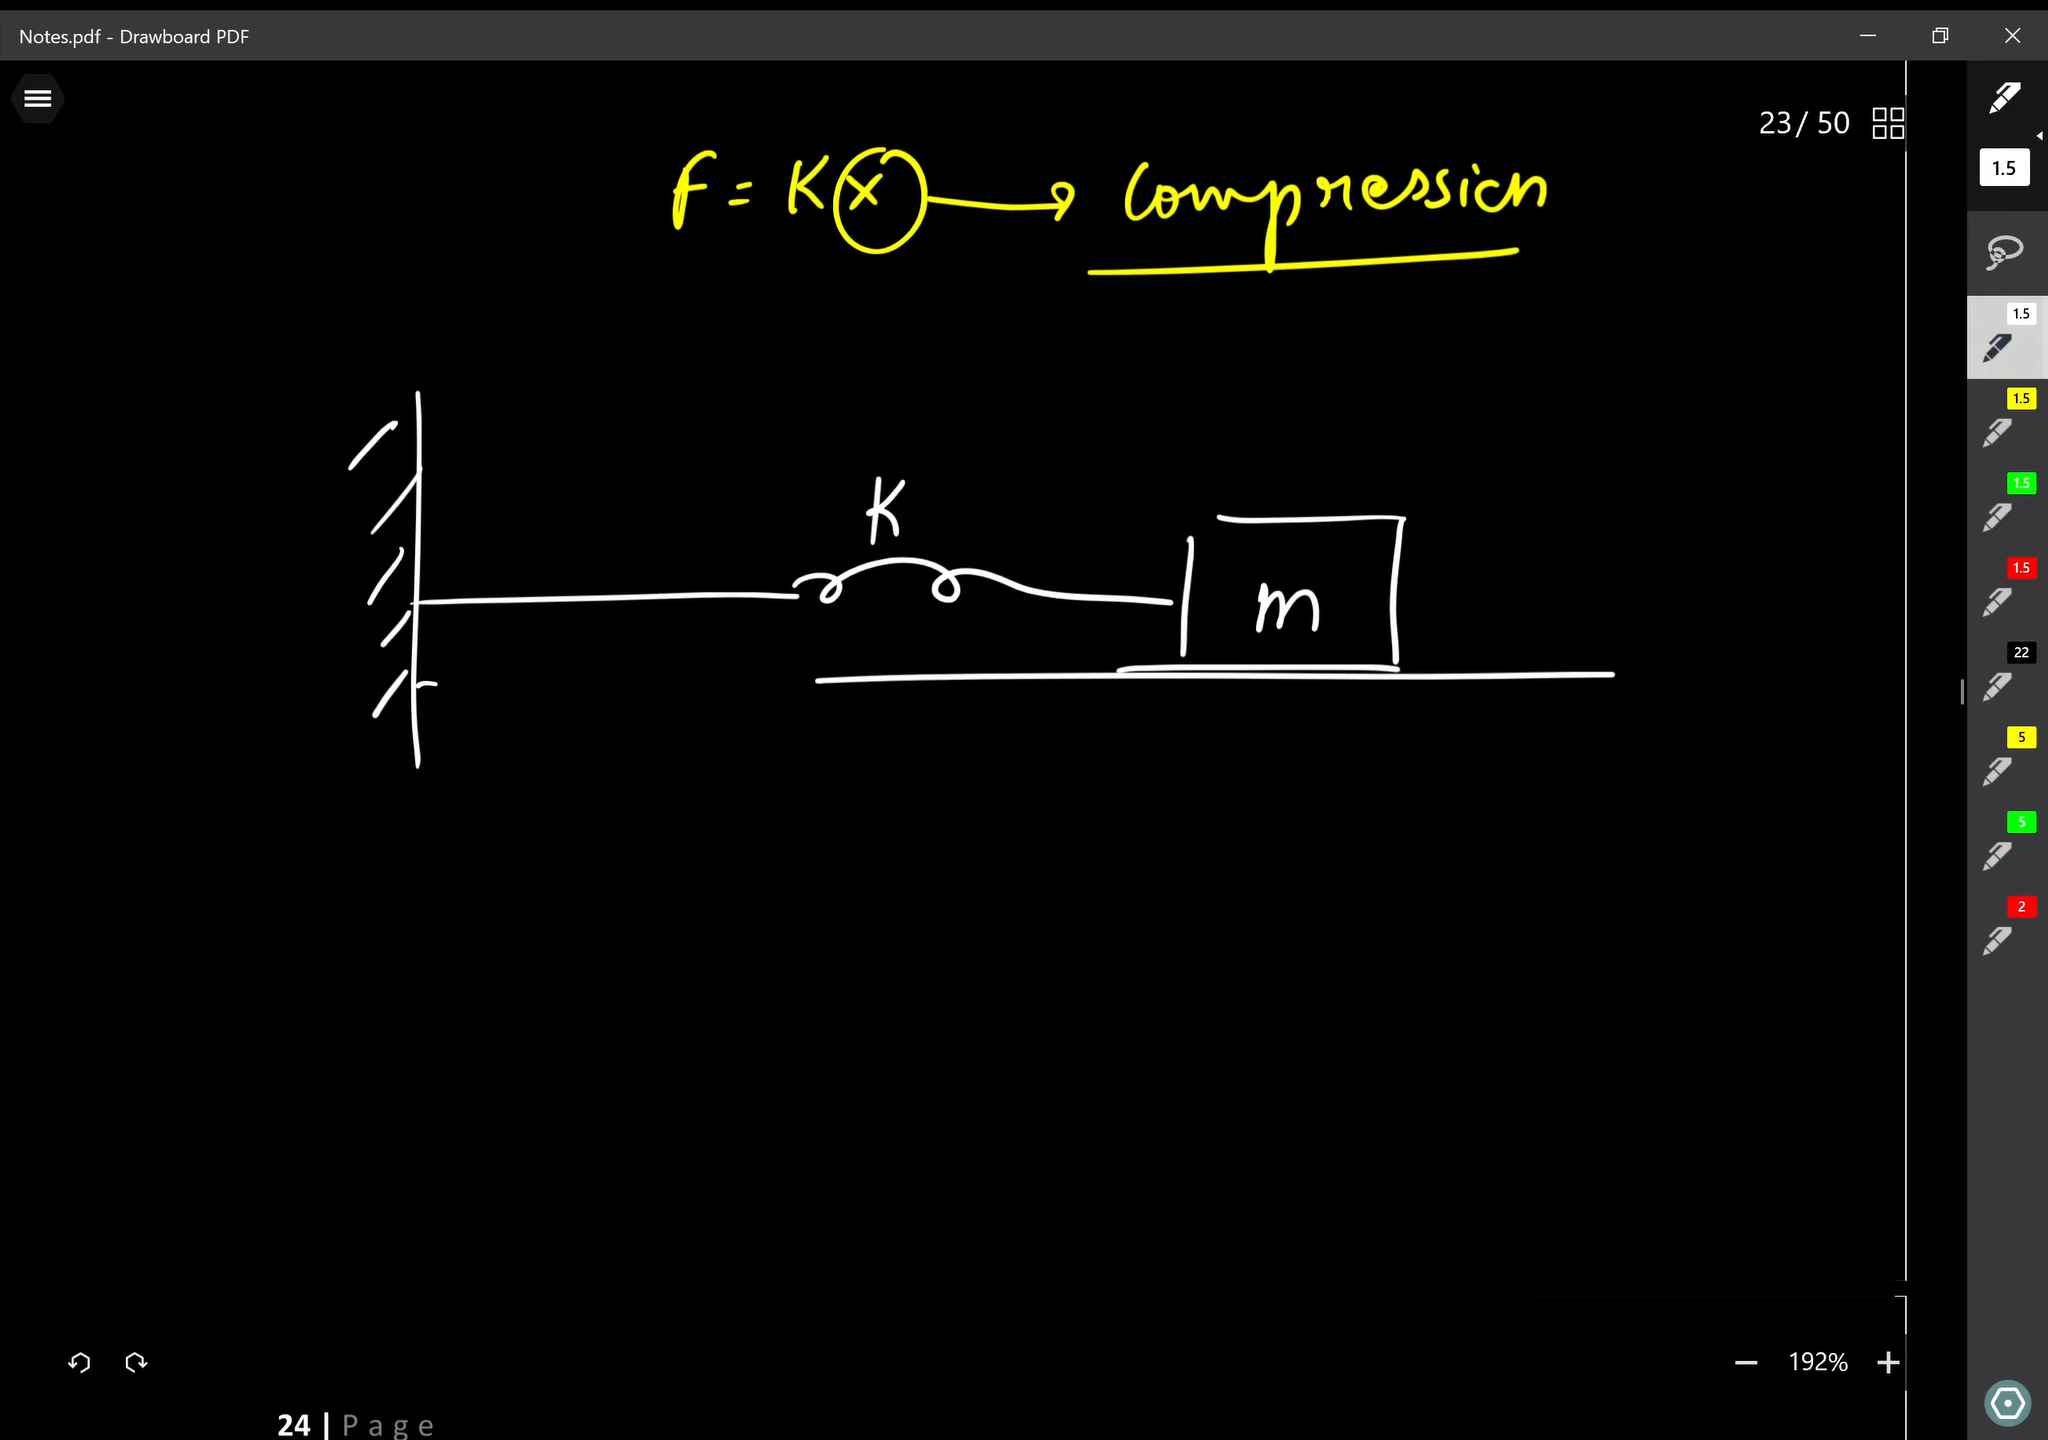 Notes.pdf - Drawboard PDF
23 / 50
F = K x → Compression
1.5
1.5
1.5
K
1.5
m
1.5
22
5
5
2
192%
24 | Page